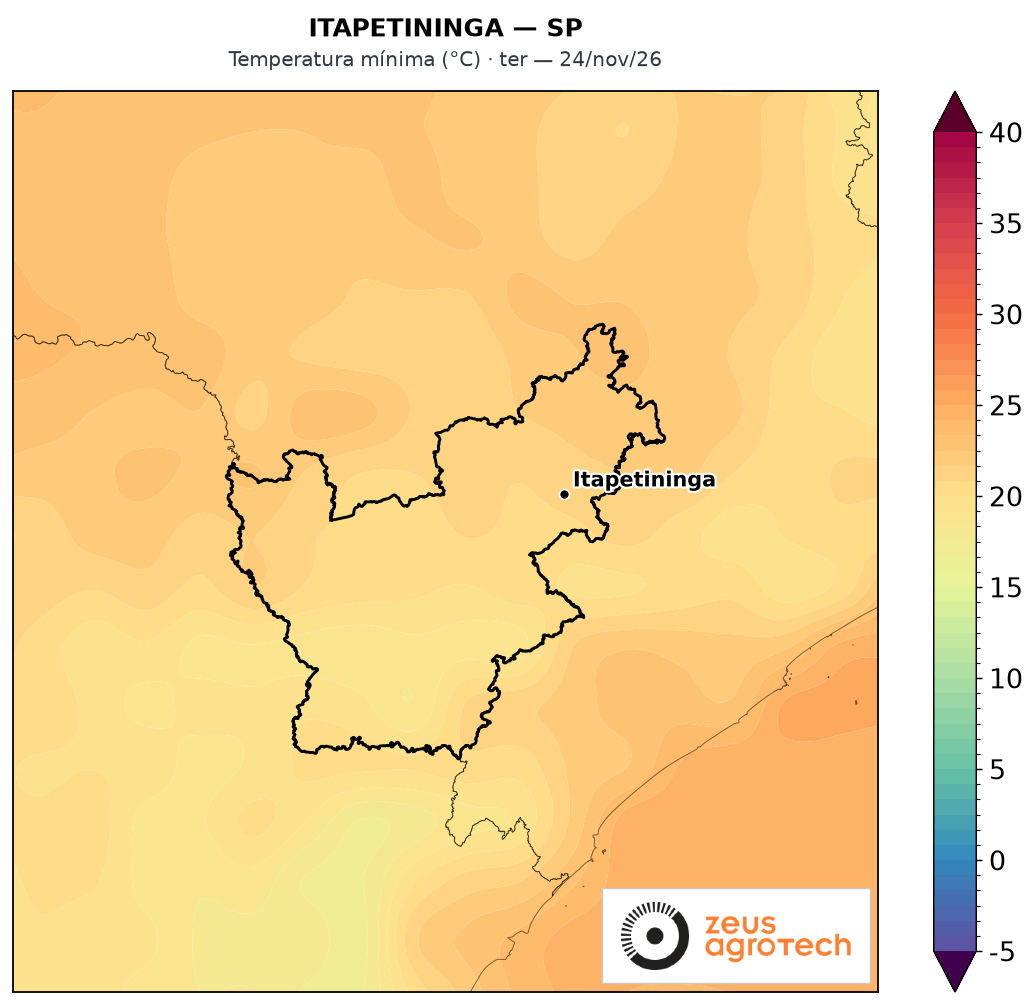 ITAPETININGA — SP
Temperatura mínima (°C) · ter — 24/nov/26
Itapetininga
40
35
30
25
20
15
10
5
0
-5
zeus
agrotech